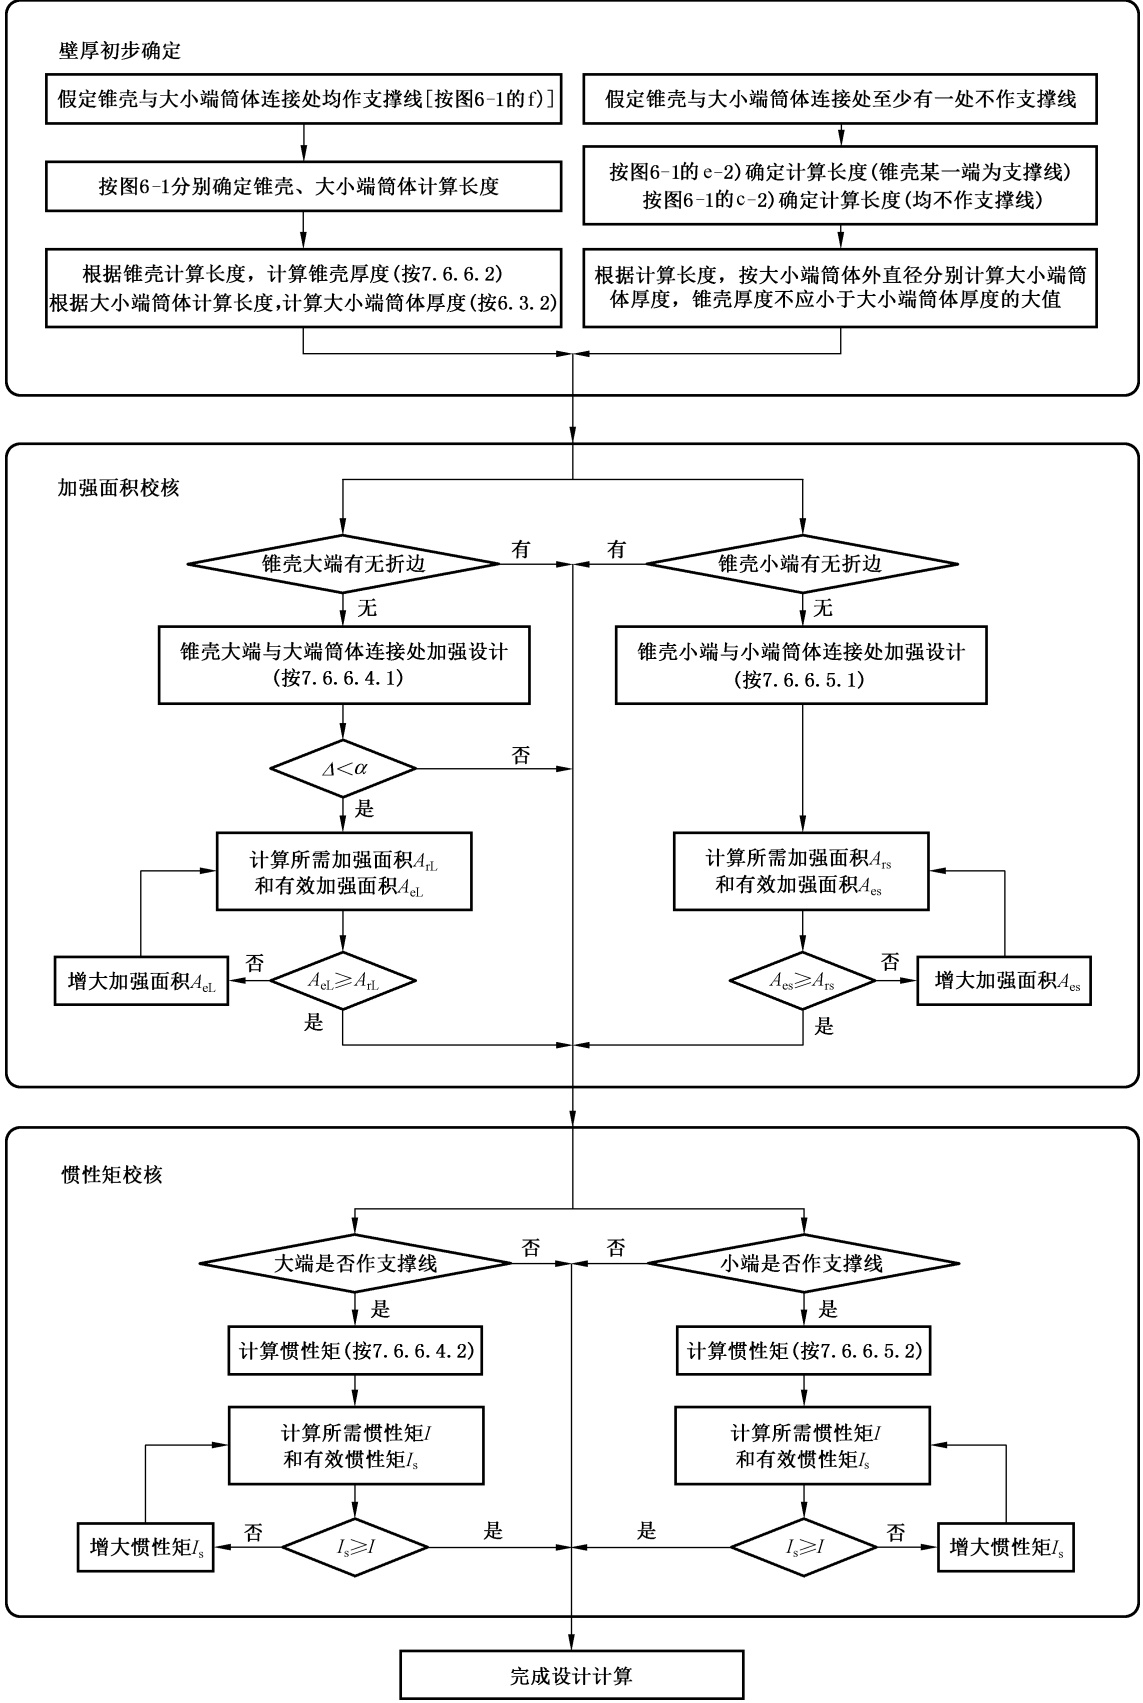 壁厚初步确定
假定锥壳与大小端筒体连接处均作支撑线[按图6-1的f)]
按图6-1分别确定锥壳、大小端筒体计算长度
根据锥壳计算长度，计算锥壳厚度(按7.6.6.2)
根据大小端筒体计算长度，计算大小端筒体厚度(按6.3.2)
假定锥壳与大小端筒体连接处至少有一处不作支撑线
按图6-1的e-2)确定计算长度(锥壳某一端为支撑线)
按图6-1的c-2)确定计算长度(均不作支撑线)
根据计算长度，按大小端筒体外直径分别计算大小端筒
体厚度，锥壳厚度不应小于大小端筒体厚度的大值
加强面积校核
锥壳大端有无折边
有
无
锥壳大端与大端筒体连接处加强设计
(按7.6.6.4.1)
Δ<α
否
是
计算所需加强面积ArL
和有效加强面积AeL
AeL≥ArL
否
增大加强面积AeL
是
锥壳小端有无折边
有
无
锥壳小端与小端筒体连接处加强设计
(按7.6.6.5.1)
计算所需加强面积Ars
和有效加强面积Aes
Aes≥Ars
否
增大加强面积Aes
是
惯性矩校核
大端是否作支撑线
否
是
计算惯性矩(按7.6.6.4.2)
计算所需惯性矩I
和有效惯性矩Is
Is≥I
否
增大惯性矩Is
是
小端是否作支撑线
否
是
计算惯性矩(按7.6.6.5.2)
计算所需惯性矩I
和有效惯性矩Is
Is≥I
是
否
增大惯性矩Is
完成设计计算